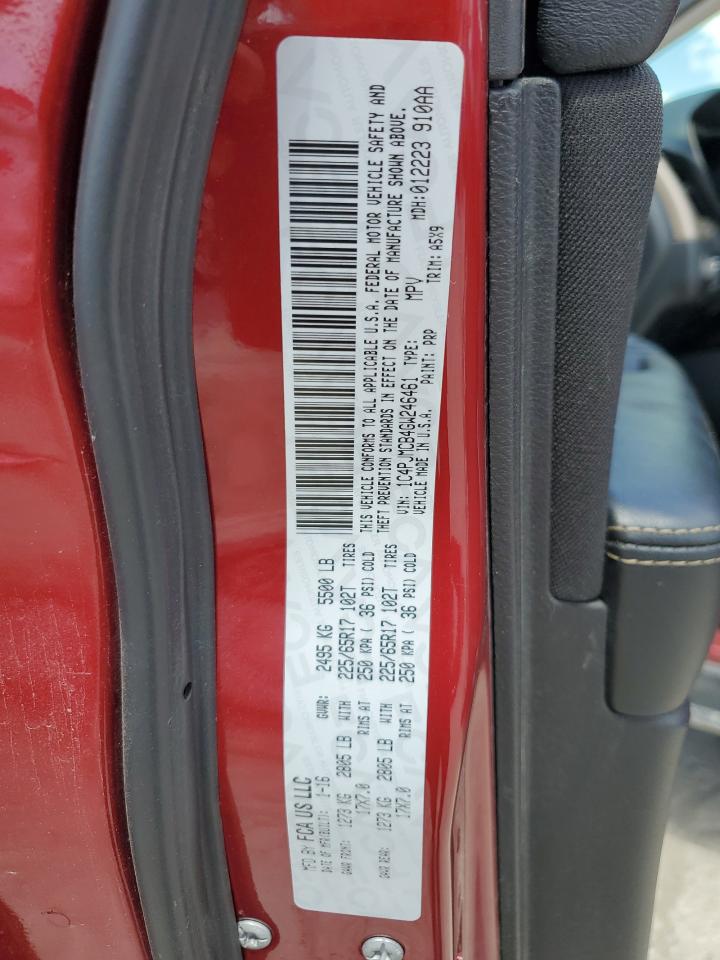 MFD BY FCA US LLC
DATE OF MFR(BUILT): 1-16 GVWR: 2495 KG 5500 LB
GAWR FRONT: 1273 KG 2805 LB WITH 225/65R17 102T TIRES
17X7.0 RIMS AT 250 KPA ( 36 PSI) COLD
GAWR REAR: 1273 KG 2805 LB WITH 225/65R17 102T TIRES
17X7.0 RIMS AT 250 KPA ( 36 PSI) COLD
THIS VEHICLE CONFORMS TO ALL APPLICABLE U.S.A. FEDERAL MOTOR VEHICLE SAFETY AND
THEFT PREVENTION STANDARDS IN EFFECT ON THE DATE OF MANUFACTURE SHOWN ABOVE.
VIN: 1C4PJMCB4GW246461 TYPE: MPV MDH:012223 910AA
VEHICLE MADE IN U.S.A. PAINT: PRP TRIM: A5X9